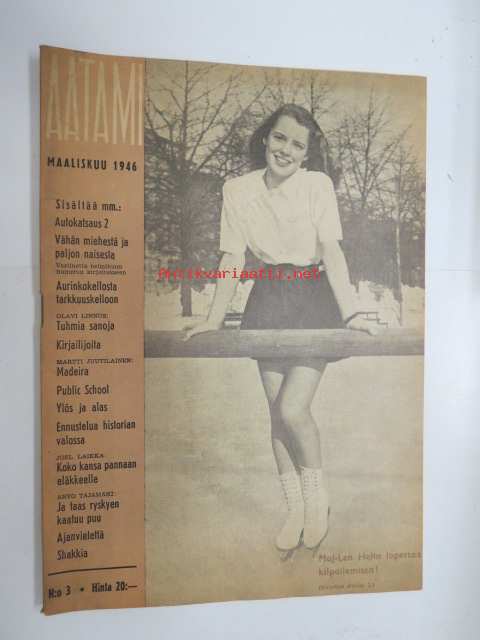 AATAMI
MAALISKUU 1946
Sisältää mm.:
Autokatsaus 2
Vähän miehestä ja
paljon naisesta
Aurinkokellosta
tarkkuuskelloon
OLAVI LINNUS:
Tuhmia sanoja
Kirjailijoita
MARTTI JUUTILAINEN:
Madeira
Public School
Ylös ja alas
Ennustelua historian
valossa
JOEL LAIKKA:
Koko kansa pannaan
eläkkeelle
ARVO TAJAMAKI:
Ja taas ryskyen
kaatuu puu
Ajanvietettä
Shakkia
N:o 3 • Hinta 20:—
Antikvariaatti.net
Maj-Len Helin lopettaa
kilpailemisen!